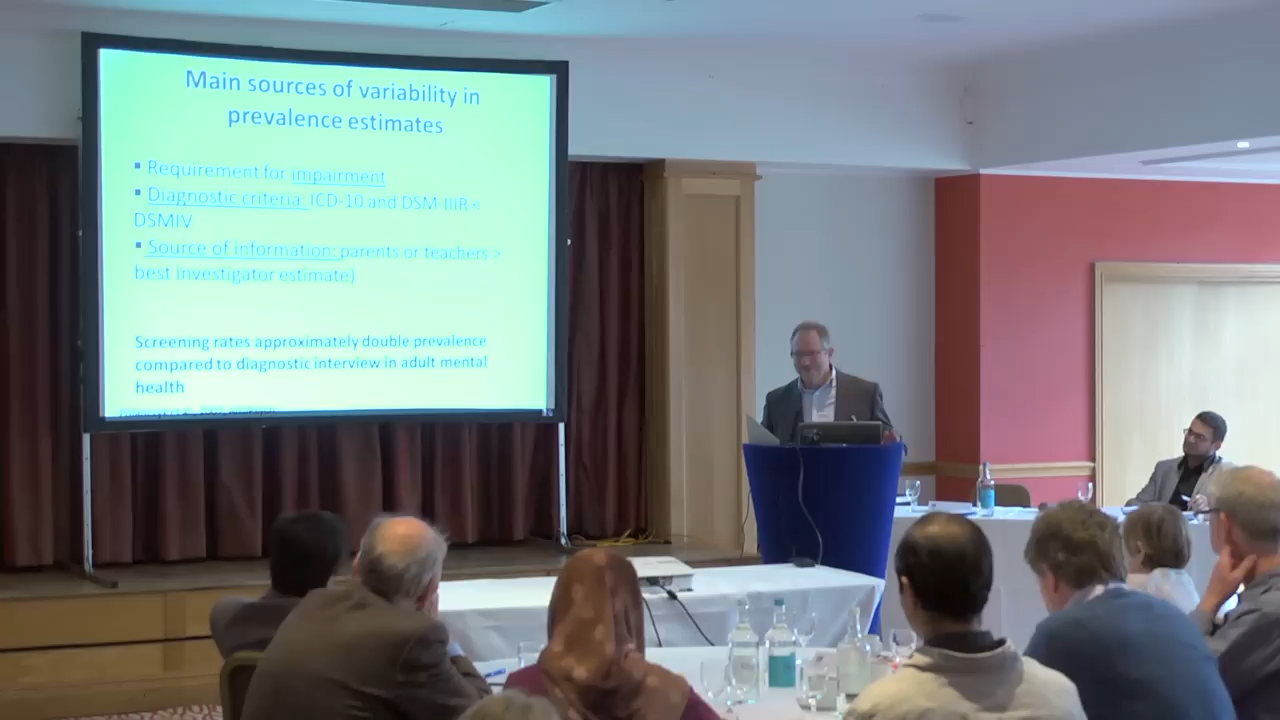 Main sources of variability in
prevalence estimates
▪ Requirement for impairment
▪ Diagnostic criteria: ICD-10 and DSM-IIIR <
DSMIV
▪ Source of information: parents or teachers >
best investigator estimate)
Screening rates approximately double prevalence
compared to diagnostic interview in adult mental
health